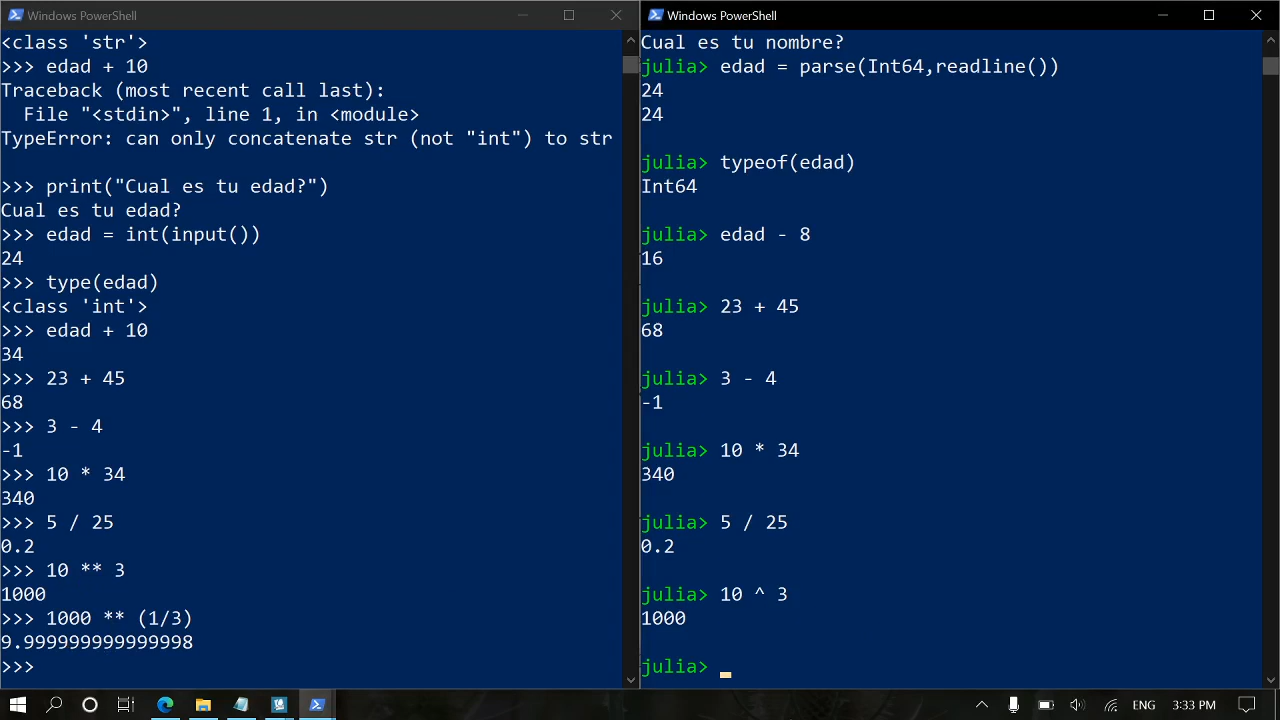 Windows PowerShell
<class 'str'>
>>> edad + 10
Traceback (most recent call last):
  File "<stdin>", line 1, in <module>
TypeError: can only concatenate str (not "int") to str
>>> print("Cual es tu edad?")
Cual es tu edad?
>>> edad = int(input())
24
>>> type(edad)
<class 'int'>
>>> edad + 10
34
>>> 23 + 45
68
>>> 3 - 4
-1
>>> 10 * 34
340
>>> 5 / 25
0.2
>>> 10 ** 3
1000
>>> 1000 ** (1/3)
9.999999999999998
>>>
Windows PowerShell
Cual es tu nombre?
julia> edad = parse(Int64,readline())
24
24
julia> typeof(edad)
Int64
julia> edad - 8
16
julia> 23 + 45
68
julia> 3 - 4
-1
julia> 10 * 34
340
julia> 5 / 25
0.2
julia> 10 ^ 3
1000
julia>
ENG
3:33 PM